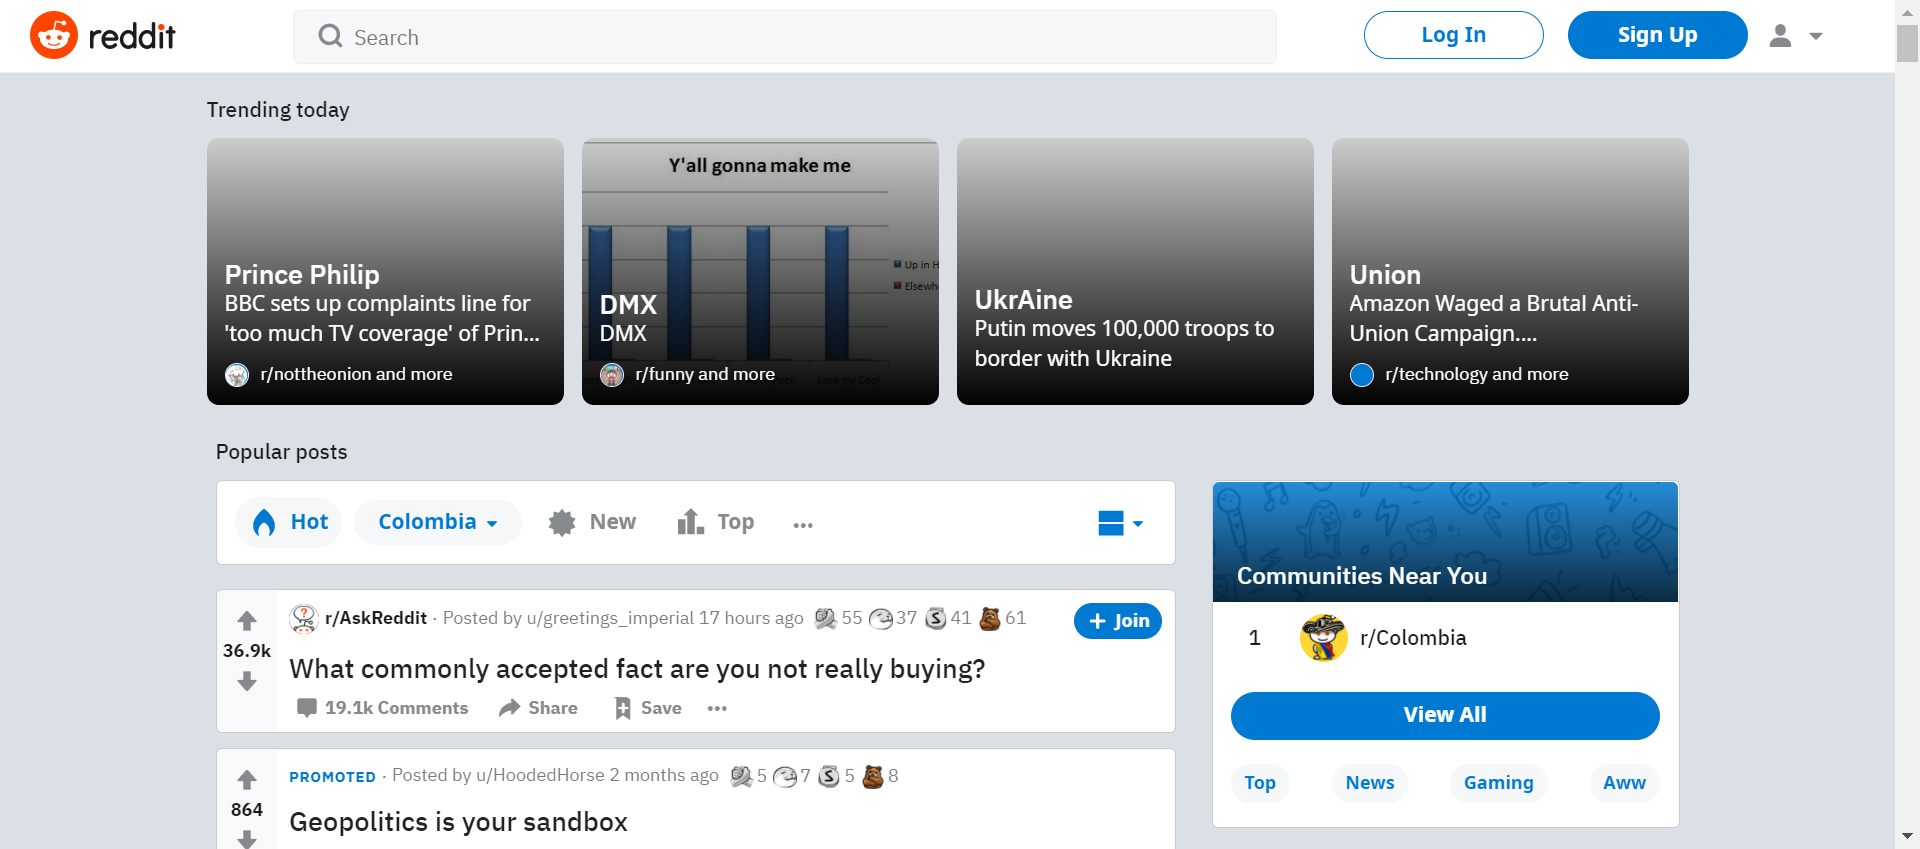 reddit
Search
Log In
Sign Up
Trending today
Prince Philip
BBC sets up complaints line for
'too much TV coverage' of Prin...
r/nottheonion and more
Y'all gonna make me
Up in H
Elsewh
DMX
DMX
Lose my Cool
r/funny and more
UkrAine
Putin moves 100,000 troops to
border with Ukraine
Union
Amazon Waged a Brutal Anti-
Union Campaign....
r/technology and more
Popular posts
Hot
Colombia
New
Top
...
36.9k
r/AskReddit · Posted by u/greetings_imperial 17 hours ago 55 37 S 41 61
+ Join
What commonly accepted fact are you not really buying?
19.1k Comments
Share
Save
...
864
PROMOTED · Posted by u/HoodedHorse 2 months ago 5 7 S 5 8
Geopolitics is your sandbox
Communities Near You
1
r/Colombia
View All
Top
News
Gaming
Aww